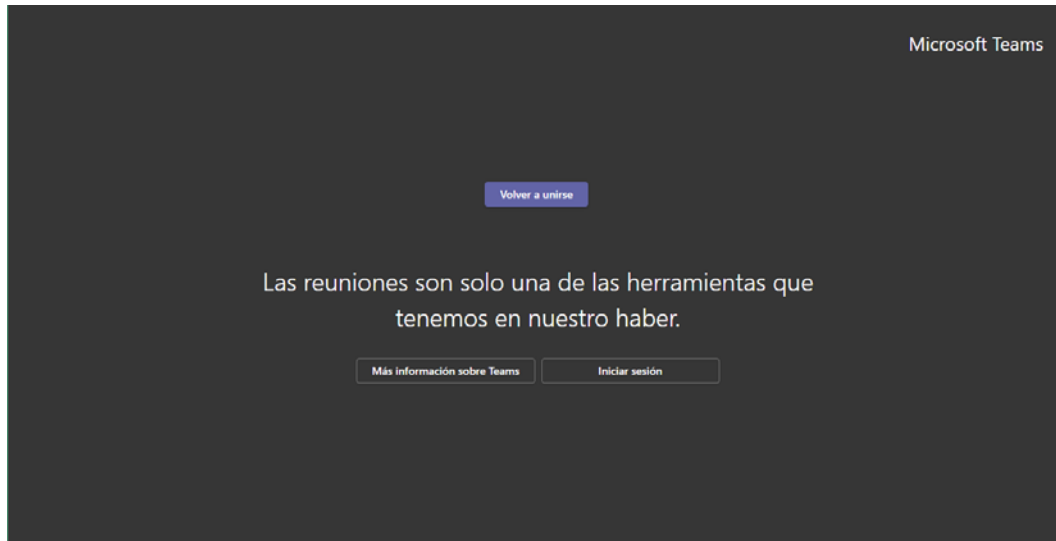 Microsoft Teams
Volver a unirse
Las reuniones son solo una de las herramientas que
tenemos en nuestro haber.
Más información sobre Teams
Iniciar sesión